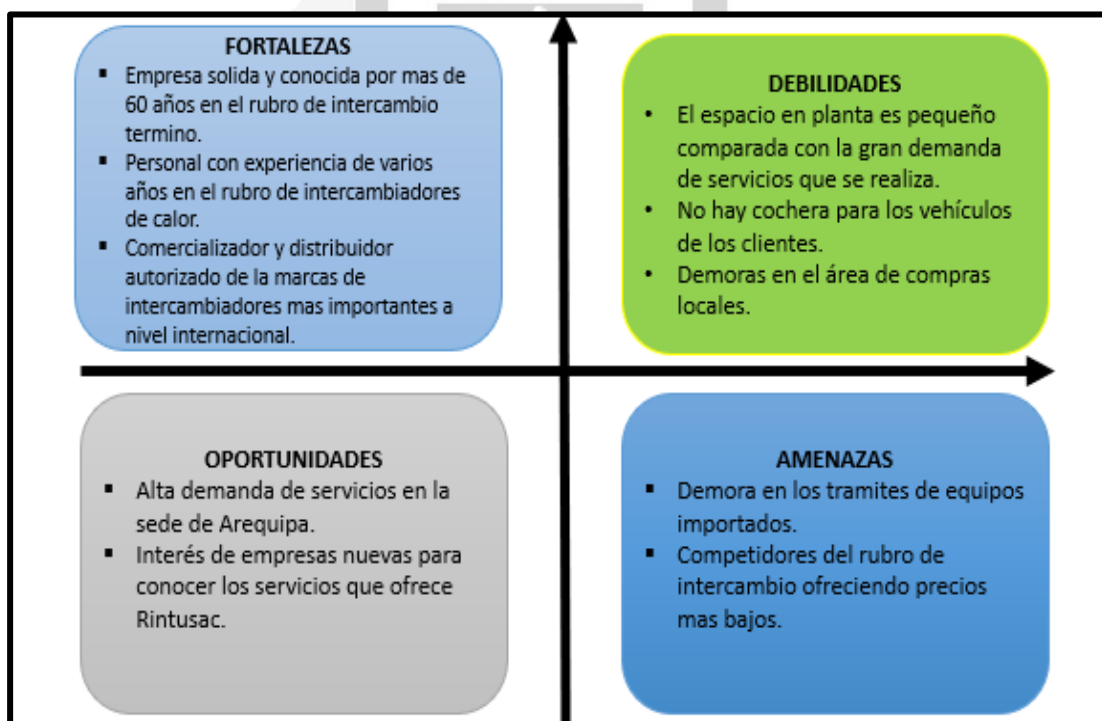 FORTALEZAS
▪ Empresa solida y conocida por mas de
60 años en el rubro de intercambio
termino.
▪ Personal con experiencia de varios
años en el rubro de intercambiadores
de calor.
▪ Comercializador y distribuidor
autorizado de la marcas de
intercambiadores mas importantes a
nivel internacional.
DEBILIDADES
• El espacio en planta es pequeño
comparada con la gran demanda
de servicios que se realiza.
• No hay cochera para los vehículos
de los clientes.
• Demoras en el área de compras
locales.
OPORTUNIDADES
▪ Alta demanda de servicios en la
sede de Arequipa.
▪ Interés de empresas nuevas para
conocer los servicios que ofrece
Rintusac.
AMENAZAS
▪ Demora en los tramites de equipos
importados.
▪ Competidores del rubro de
intercambio ofreciendo precios
mas bajos.